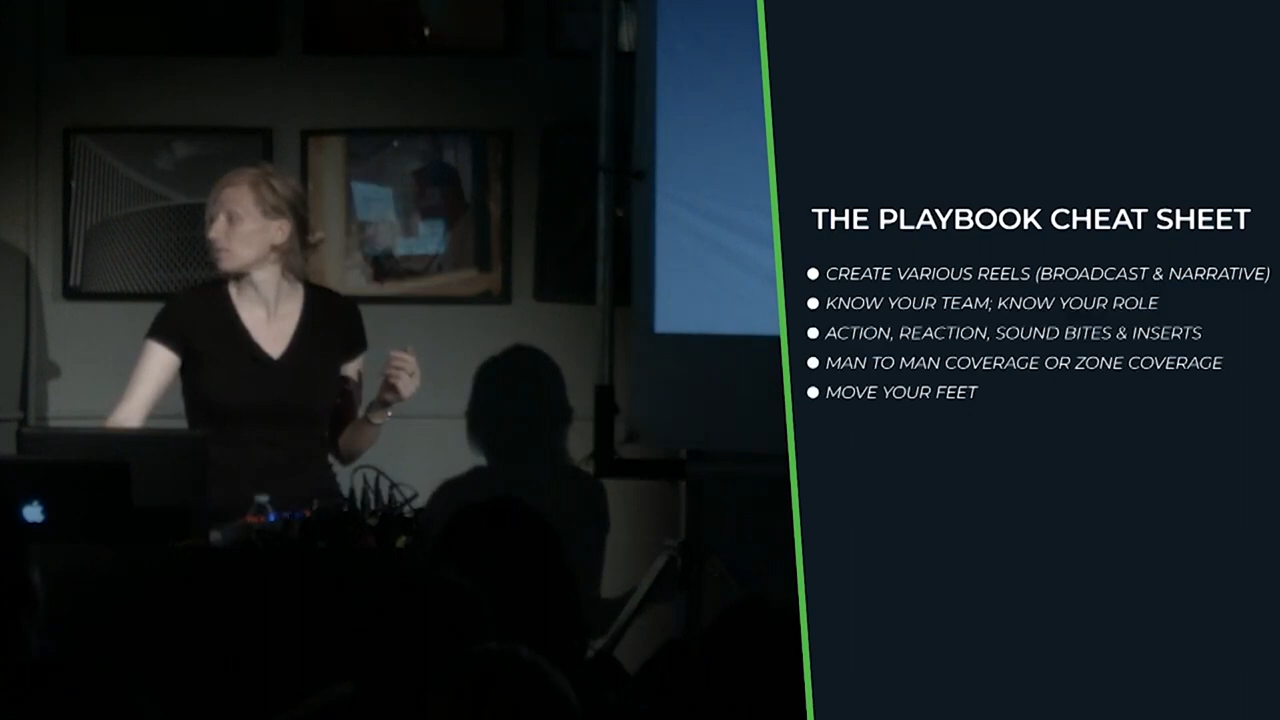 THE PLAYBOOK CHEAT SHEET
CREATE VARIOUS REELS (BROADCAST & NARRATIVE)
KNOW YOUR TEAM; KNOW YOUR ROLE
ACTION, REACTION, SOUND BITES & INSERTS
MAN TO MAN COVERAGE OR ZONE COVERAGE
MOVE YOUR FEET